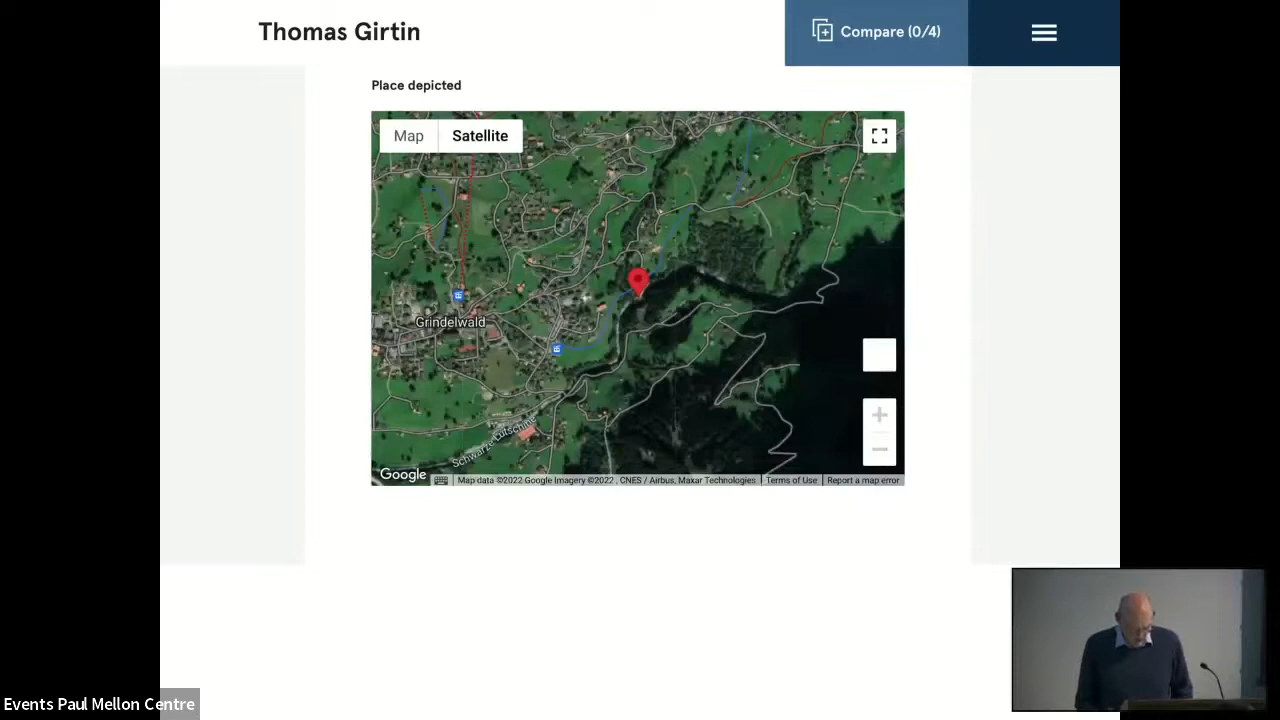 Thomas Girtin
Compare (0/4)
Place depicted
Map
Satellite
Grindelwald
Schwarze Lütschine
Google
Map data ©2022 Google Imagery ©2022 , CNES / Airbus, Maxar Technologies
Terms of Use
Report a map error
Events Paul Mellon Centre